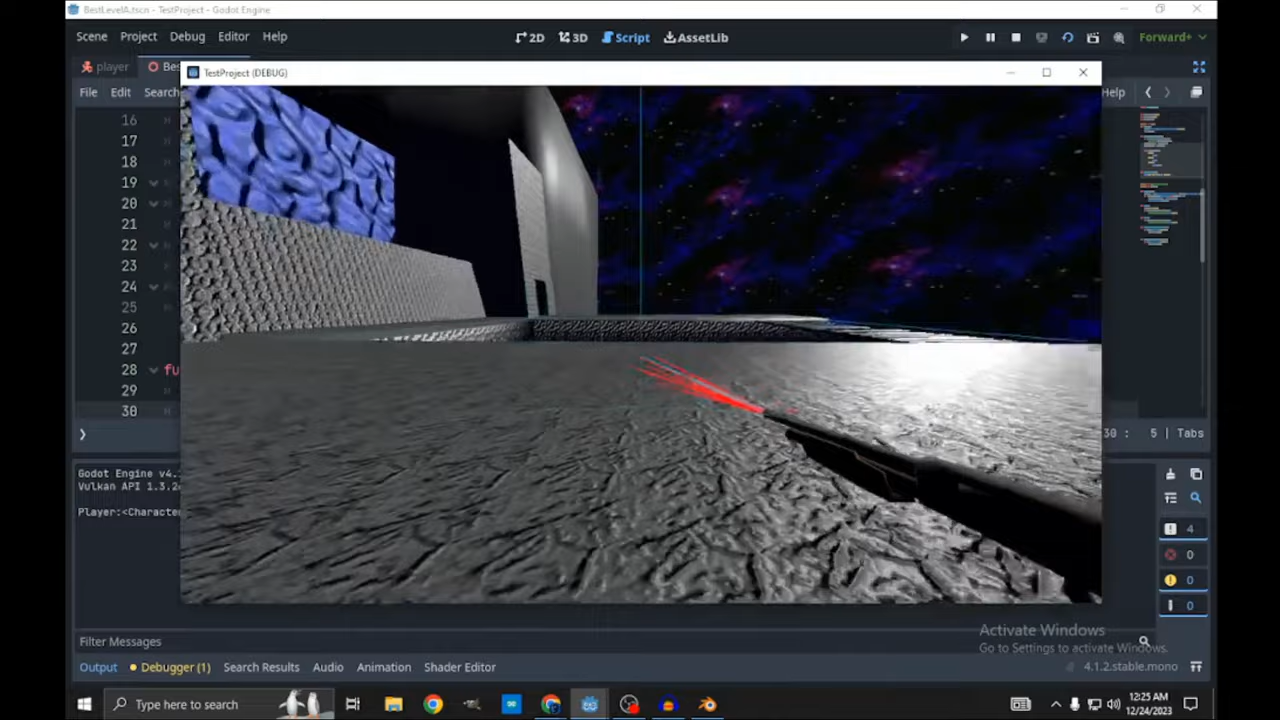 BestLevelA.tscn - TestProject - Godot Engine
Scene Project Debug Editor Help
2D 3D Script AssetLib
Forward+
player
Bes
TestProject (DEBUG)
File Edit Search
Help
16
17
18
19
20
21
22
23
24
25
26
27
28 fu
29
30
30 : 5 | Tabs
Godot Engine v4.
Vulkan API 1.3.2
Player:<Characte
4
0
0
0
Activate Windows
Go to Settings to activate Windows.
Filter Messages
Output Debugger (1) Search Results Audio Animation Shader Editor
4.1.2.stable.mono
Type here to search
12:25 AM
12/24/2023